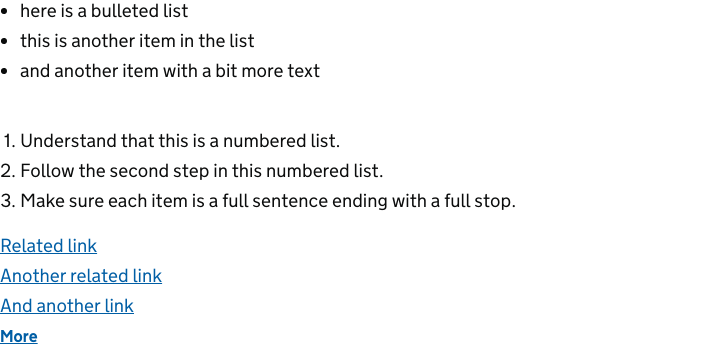 • here is a bulleted list
• this is another item in the list
• and another item with a bit more text
1. Understand that this is a numbered list.
2. Follow the second step in this numbered list.
3. Make sure each item is a full sentence ending with a full stop.
Related link
Another related link
And another link
More